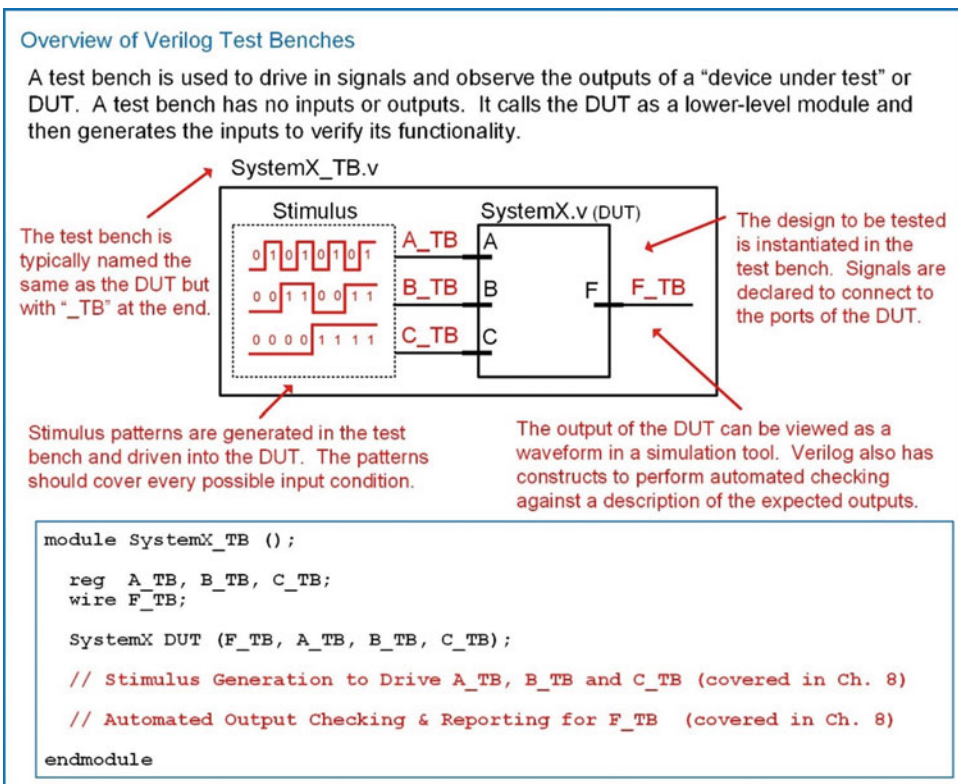 Overview of Verilog Test Benches
A test bench is used to drive in signals and observe the outputs of a “device under test” or
DUT. A test bench has no inputs or outputs. It calls the DUT as a lower-level module and
then generates the inputs to verify its functionality.
SystemX_TB.v
The test bench is
typically named the
same as the DUT but
with “_TB” at the end.
Stimulus
0 1 0 1 0 1 0 1
0 0 1 1 0 0 1 1
0 0 0 0 1 1 1 1
A_TB
B_TB
C_TB
SystemX.v (DUT)
A
B
C
F
F_TB
The design to be tested
is instantiated in the
test bench. Signals are
declared to connect to
the ports of the DUT.
Stimulus patterns are generated in the test
bench and driven into the DUT. The patterns
should cover every possible input condition.
The output of the DUT can be viewed as a
waveform in a simulation tool. Verilog also has
constructs to perform automated checking
against a description of the expected outputs.
module SystemX_TB ();
reg A_TB, B_TB, C_TB;
wire F_TB;
SystemX DUT (F_TB, A_TB, B_TB, C_TB);
// Stimulus Generation to Drive A_TB, B_TB and C_TB (covered in Ch. 8)
// Automated Output Checking & Reporting for F_TB (covered in Ch. 8)
endmodule